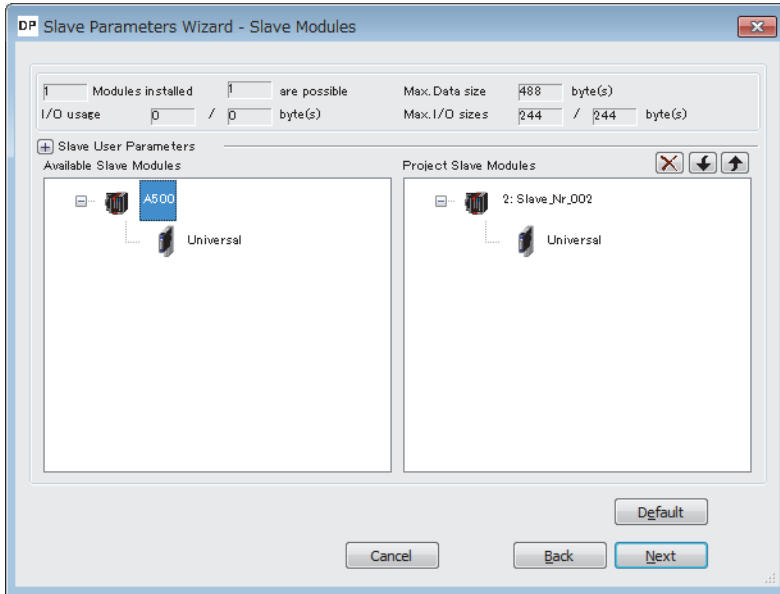 DP Slave Parameters Wizard - Slave Modules
1 Modules installed 1 are possible Max. Data size 488 byte(s)
I/O usage 0 / 0 byte(s) Max. I/O sizes 244 / 244 byte(s)
Slave User Parameters
Available Slave Modules Project Slave Modules
A500 2: Slave_Nr_002
Universal Universal
Default
Cancel Back Next